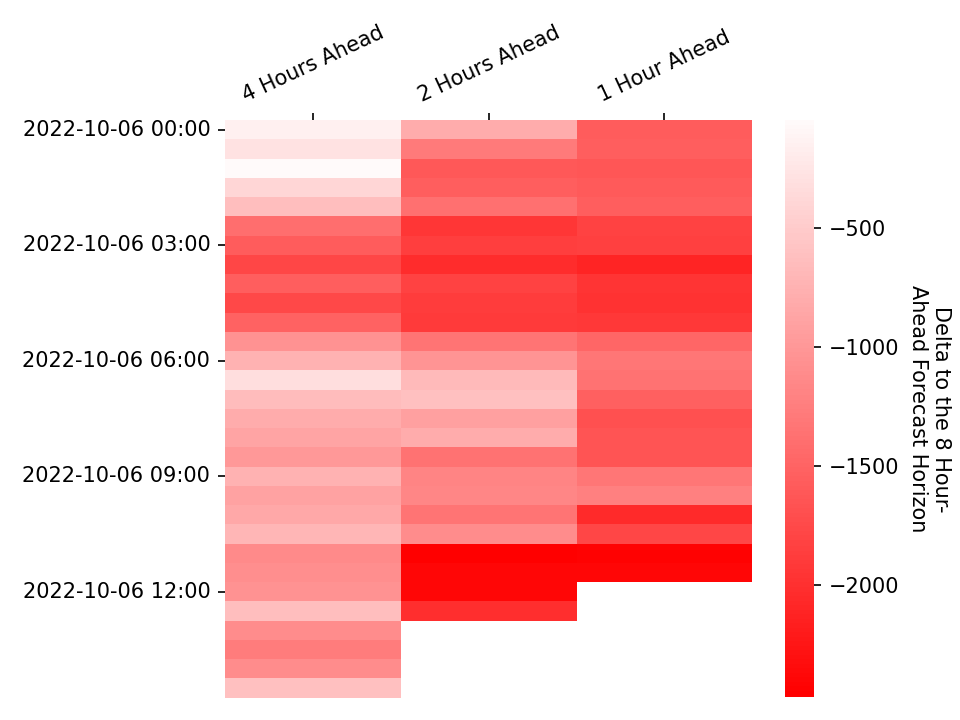 4 Hours Ahead
2 Hours Ahead
1 Hour Ahead
2022-10-06 00:00
2022-10-06 03:00
2022-10-06 06:00
2022-10-06 09:00
2022-10-06 12:00
−500
−1000
−1500
−2000
Delta to the 8 Hour-
Ahead Forecast Horizon